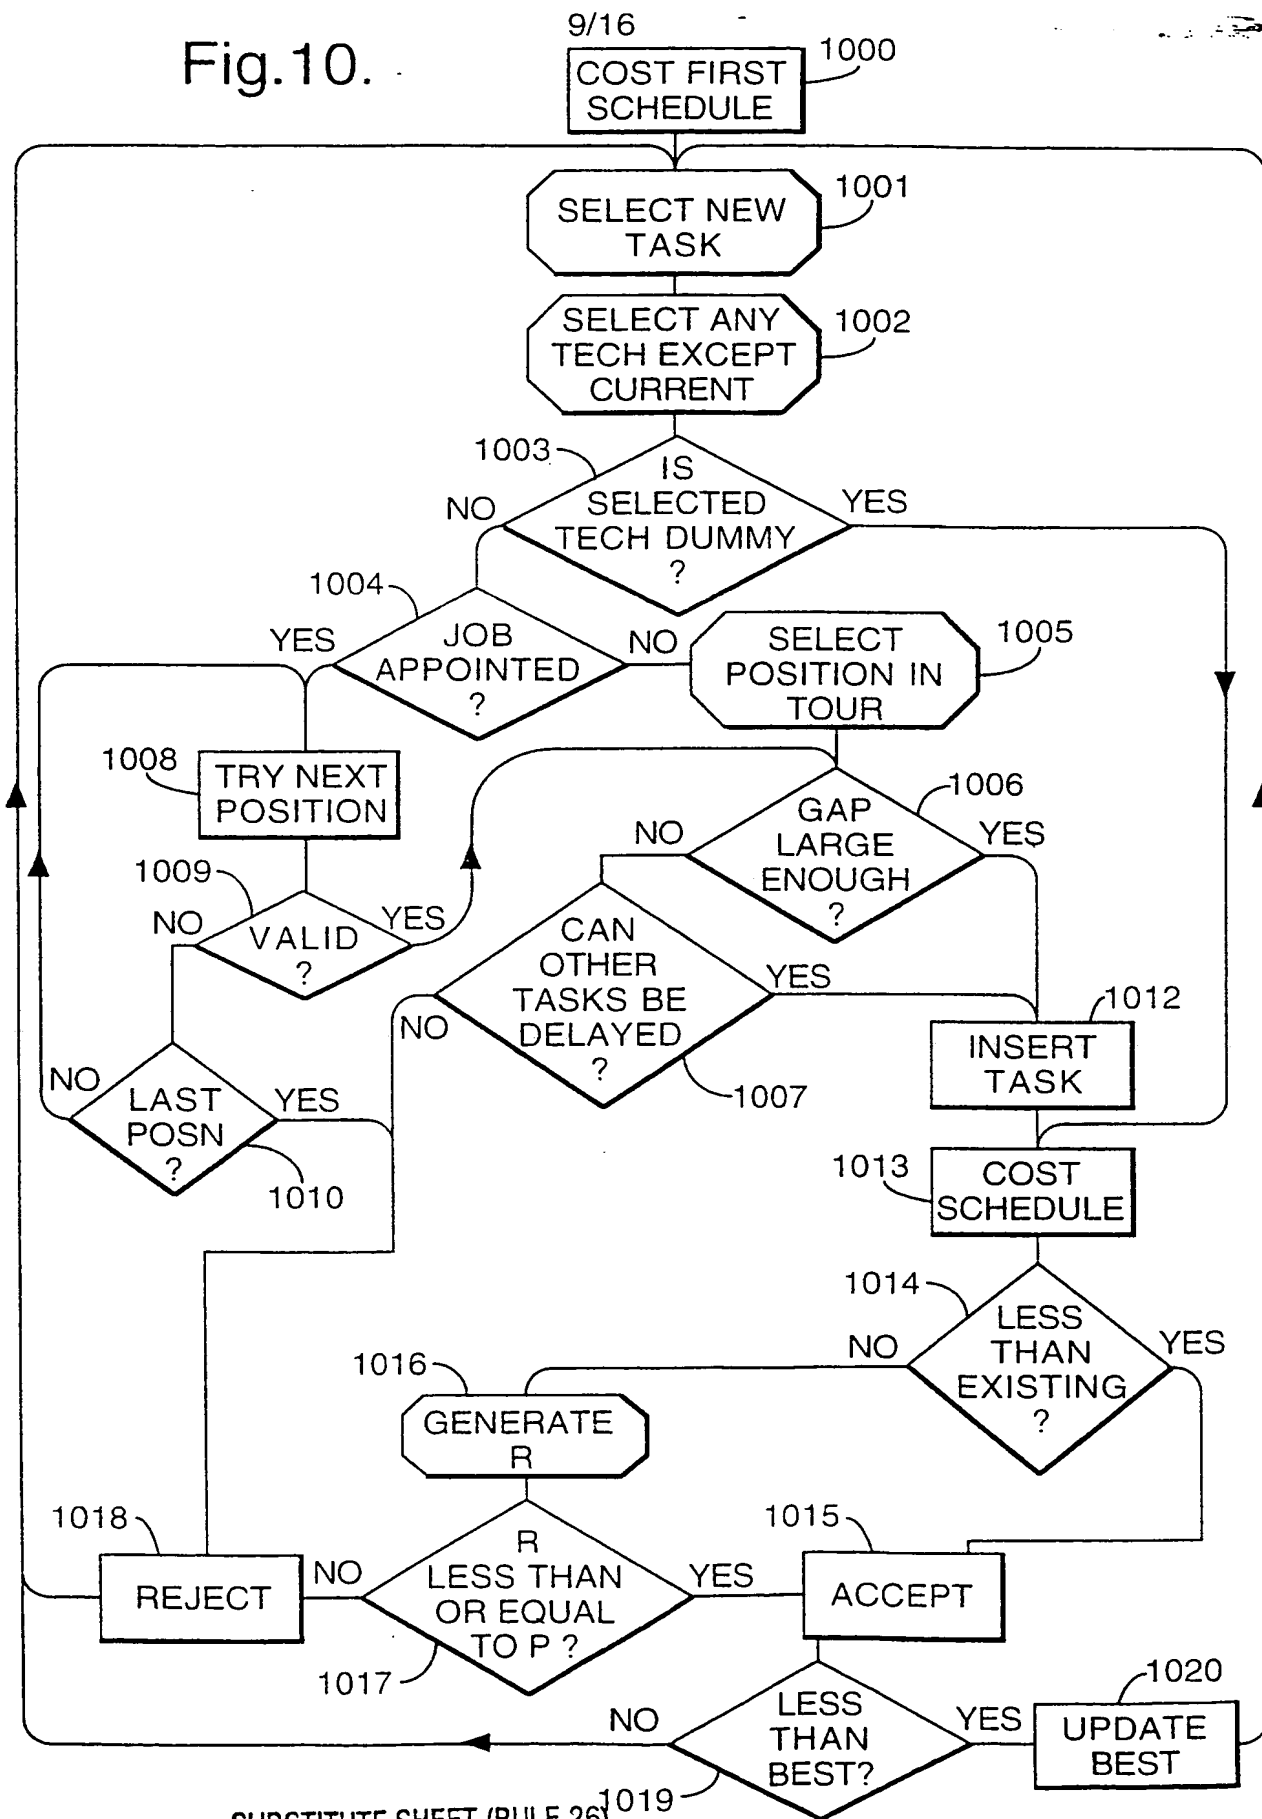 9/16
Fig.10.
COST FIRST
SCHEDULE
1000
SELECT NEW
TASK
1001
SELECT ANY
TECH EXCEPT
CURRENT
1002
1003
IS
SELECTED
TECH DUMMY
?
NO
YES
1004
JOB
APPOINTED
?
YES
NO
SELECT
POSITION IN
TOUR
1005
1008
TRY NEXT
POSITION
1006
GAP
LARGE
ENOUGH
?
NO
YES
1009
VALID
?
NO
YES
CAN
OTHER
TASKS BE
DELAYED
?
YES
NO
1007
1012
INSERT
TASK
NO
LAST
POSN
?
YES
1010
1013
COST
SCHEDULE
1014
LESS
THAN
EXISTING
?
NO
YES
1016
GENERATE
R
1018
REJECT
NO
R
LESS THAN
OR EQUAL
TO P ?
YES
1017
1015
ACCEPT
NO
LESS
THAN
BEST?
YES
1019
1020
UPDATE
BEST
SUBSTITUTE SHEET (RULE 26)